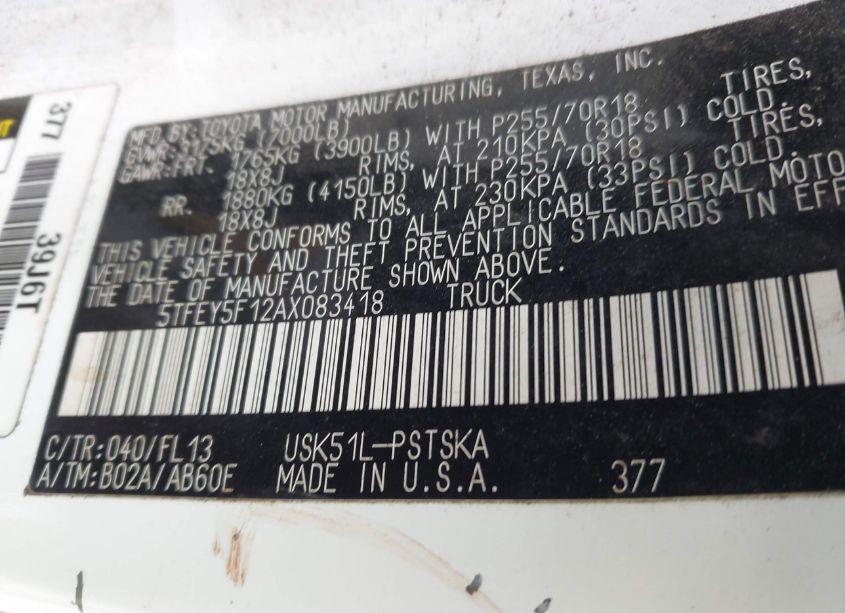 MFD BY:TOYOTA MOTOR MANUFACTURING, TEXAS, INC.
GVWR: 3175KG (7000LB)
GAWR:FRT. 1765KG (3900LB) WITH P255/70R18 TIRES,
18X8J RIMS, AT 210KPA (30PSI) COLD.
RR. 1880KG (4150LB) WITH P255/70R18 TIRES,
18X8J RIMS, AT 230KPA (33PSI) COLD.
THIS VEHICLE CONFORMS TO ALL APPLICABLE FEDERAL MOTO
VEHICLE SAFETY AND THEFT PREVENTION STANDARDS IN EFF
THE DATE OF MANUFACTURE SHOWN ABOVE.
5TFEY5F12AX083418 TRUCK
C/TR:040/FL13 USK51L-PSTSKA
A/TM:B02A/AB60E MADE IN U.S.A. 377
377
39J6T